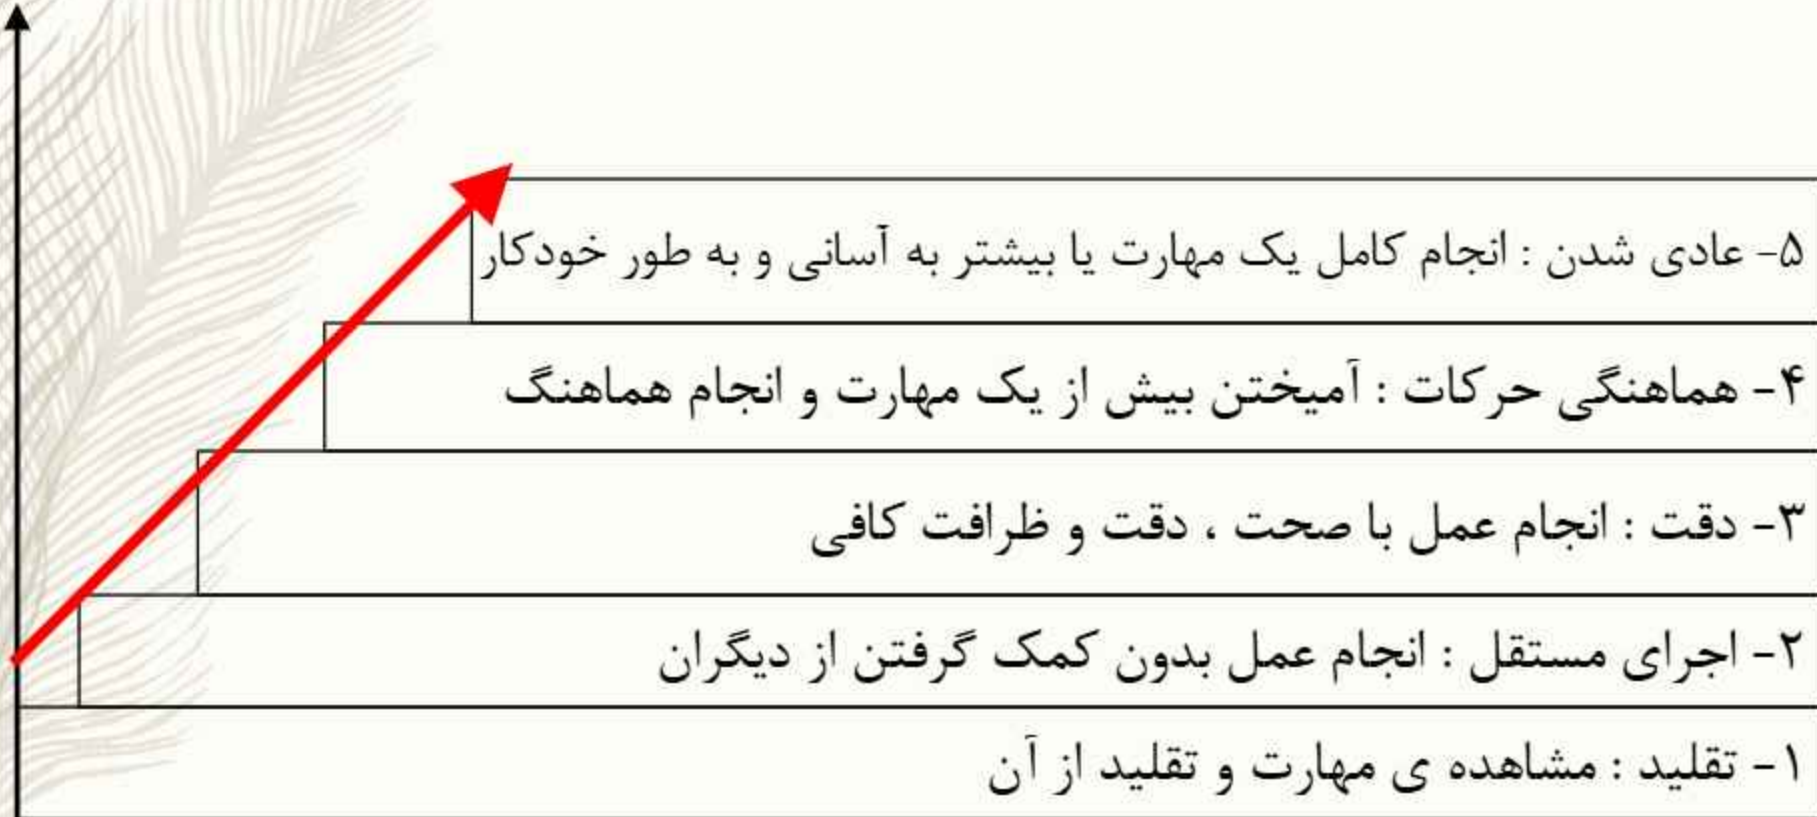 ۵- عادی شدن : انجام کامل یک مهارت یا بیشتر به آسانی و به طور خودکار
۴- هماهنگی حرکات : آمیختن بیش از یک مهارت و انجام هماهنگ
۳- دقت : انجام عمل با صحت ، دقت و ظرافت کافی
۲- اجرای مستقل : انجام عمل بدون کمک گرفتن از دیگران
۱- تقلید : مشاهده ی مهارت و تقلید از آن